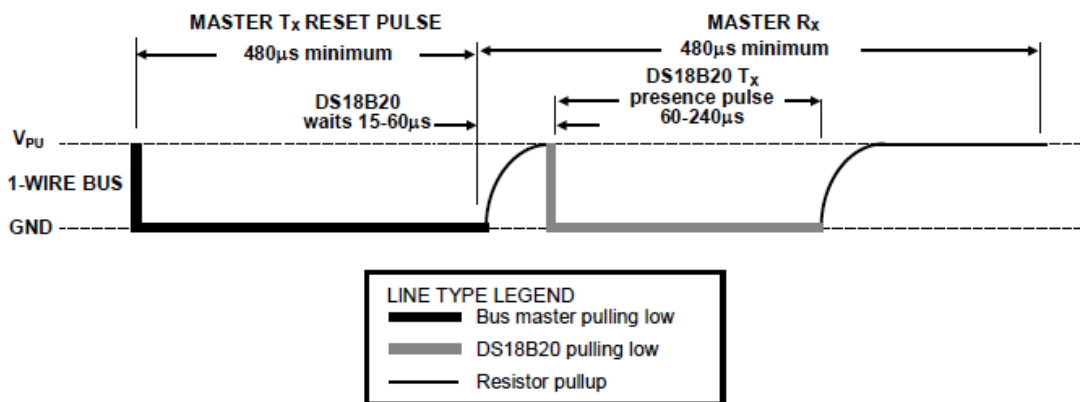 MASTER TX RESET PULSE
480μs minimum
MASTER RX
480μs minimum
DS18B20
waits 15-60μs
DS18B20 TX
presence pulse
60-240μs
VPU
1-WIRE BUS
GND
LINE TYPE LEGEND
Bus master pulling low
DS18B20 pulling low
Resistor pullup